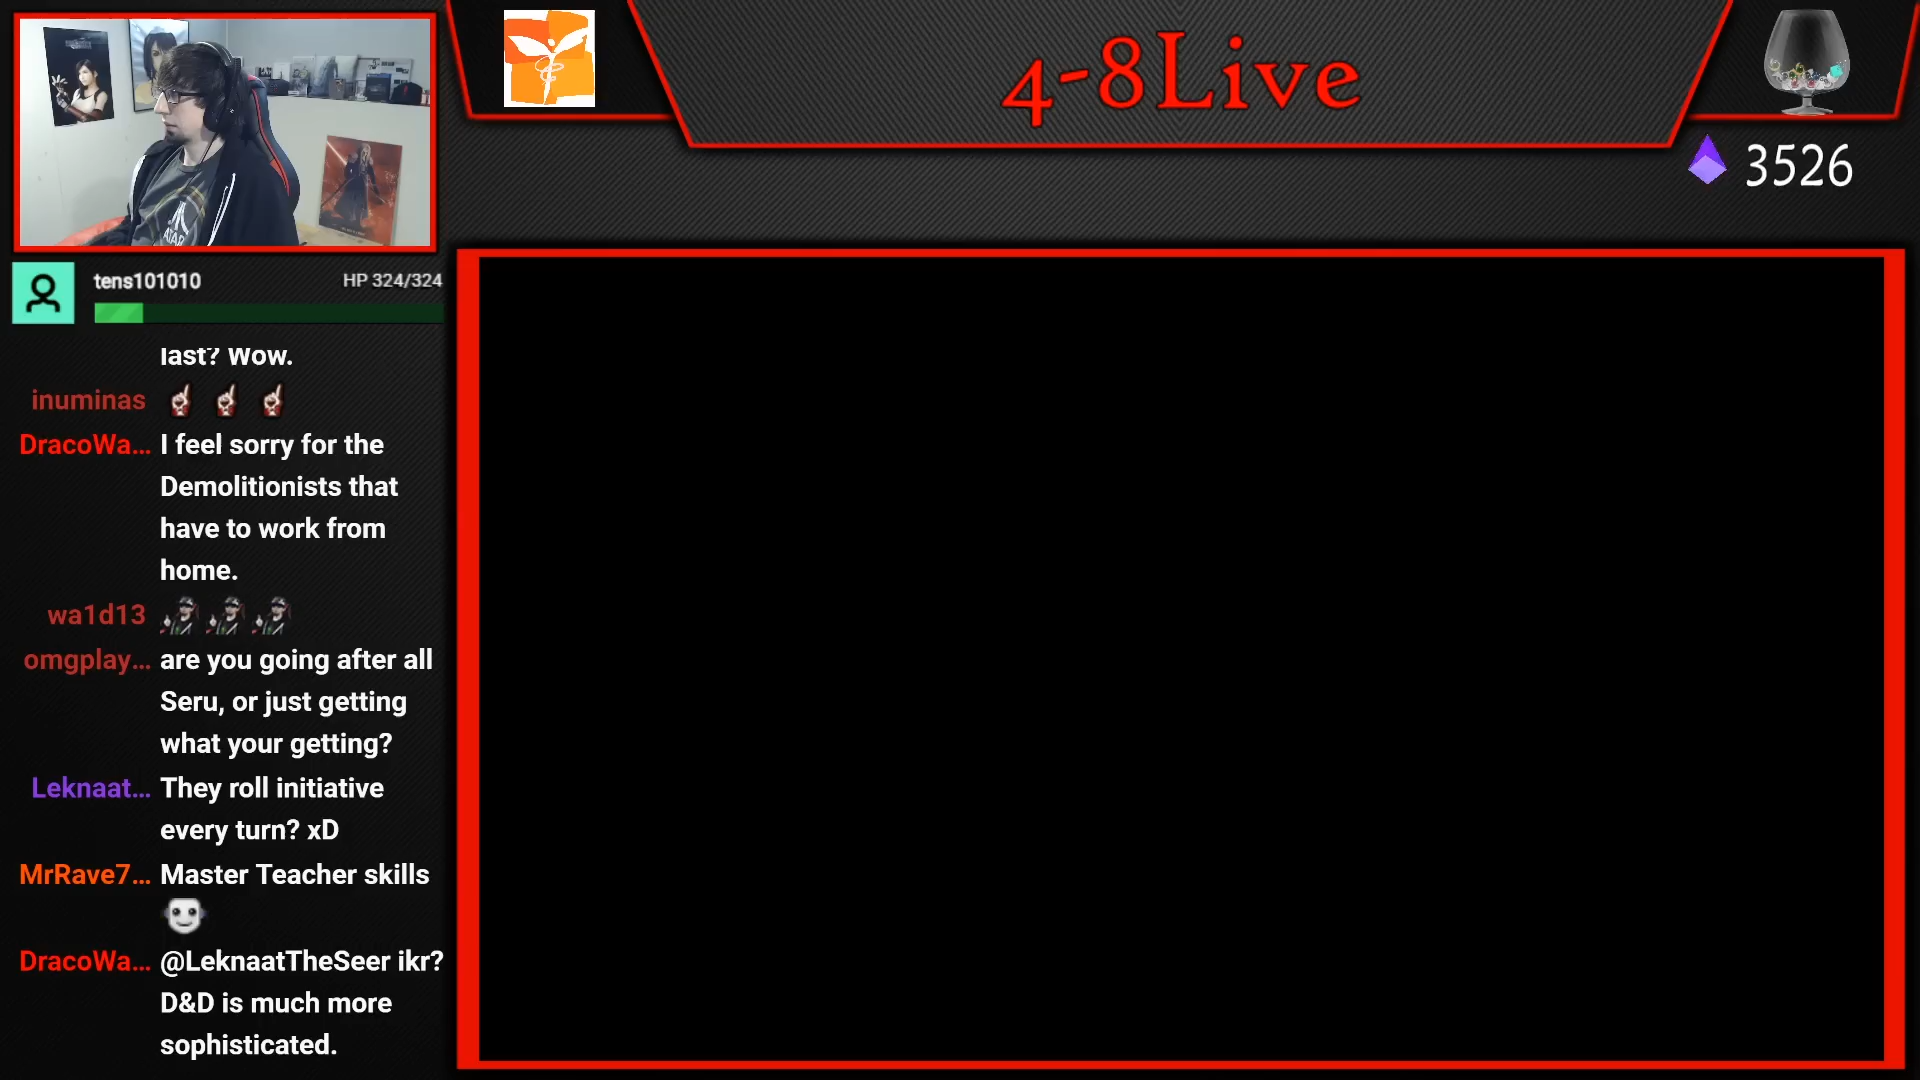 4-8Live
3526
ATARI
tens101010 HP 324/324
last? Wow.
inuminas
DracoWa... I feel sorry for the
Demolitionists that
have to work from
home.
wa1d13
omgplay... are you going after all
Seru, or just getting
what your getting?
Leknaat... They roll initiative
every turn? xD
MrRave7... Master Teacher skills
DracoWa... @LeknaatTheSeer ikr?
D&D is much more
sophisticated.